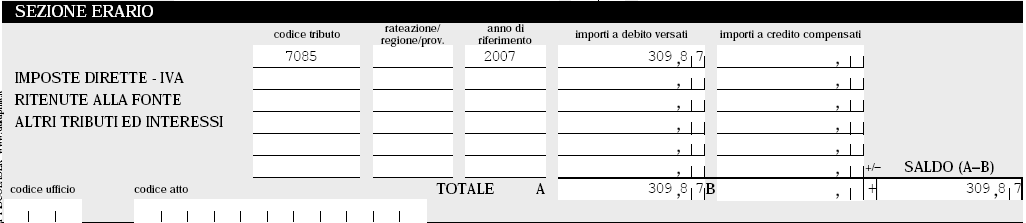 SEZIONE ERARIO
codice tributo rateazione/ regione/prov. anno di riferimento importi a debito versati importi a credito compensati
7085 2007 309,87 ,
IMPOSTE DIRETTE - IVA , ,
RITENUTE ALLA FONTE , ,
ALTRI TRIBUTI ED INTERESSI , ,
, ,
, , +/– SALDO (A–B)
codice ufficio codice atto TOTALE A 309,87 B , + 309,87